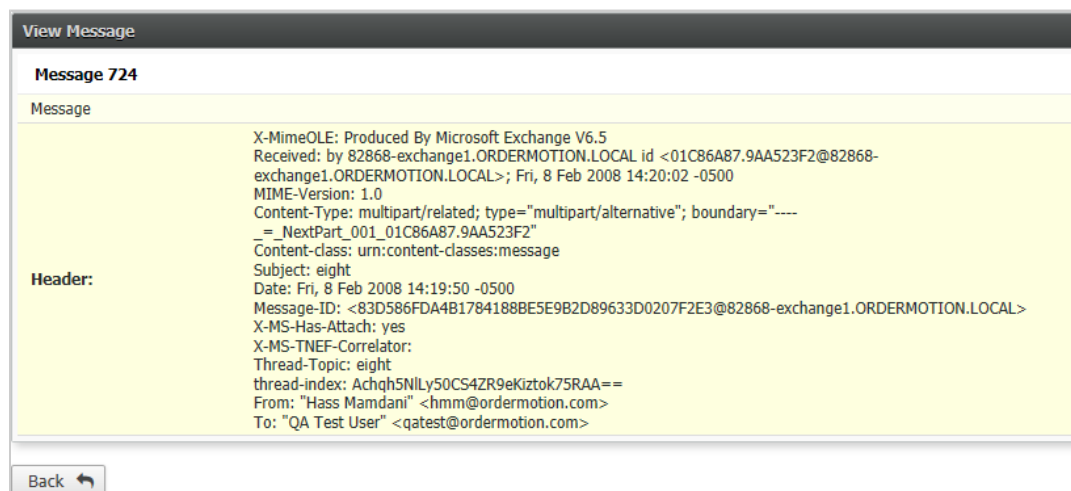 View Message
Message 724
Message
Header:
X-MimeOLE: Produced By Microsoft Exchange V6.5
Received: by 82868-exchange1.ORDERMOTION.LOCAL id <01C86A87.9AA523F2@82868-
exchange1.ORDERMOTION.LOCAL>; Fri, 8 Feb 2008 14:20:02 -0500
MIME-Version: 1.0
Content-Type: multipart/related; type="multipart/alternative"; boundary="----
_=_NextPart_001_01C86A87.9AA523F2"
Content-class: urn:content-classes:message
Subject: eight
Date: Fri, 8 Feb 2008 14:19:50 -0500
Message-ID: <83D586FDA4B1784188BE5E9B2D89633D0207F2E3@82868-exchange1.ORDERMOTION.LOCAL>
X-MS-Has-Attach: yes
X-MS-TNEF-Correlator:
Thread-Topic: eight
thread-index: Achqh5NlLy50CS4ZR9eKiztok75RAA==
From: "Hass Mamdani" <hmm@ordermotion.com>
To: "QA Test User" <qatest@ordermotion.com>
Back